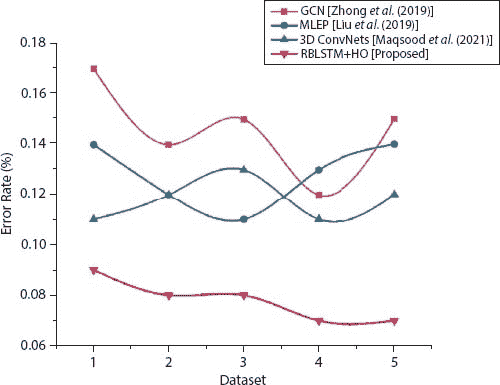 GCN [Zhong et al. (2019)]
MLEP [Liu et al. (2019)]
3D ConvNets [Maqsood et al. (2021)]
RBLSTM+HO [Proposed]
0.18
0.16
0.14
0.12
0.10
0.08
0.06
Error Rate (%)
1 2 3 4 5
Dataset